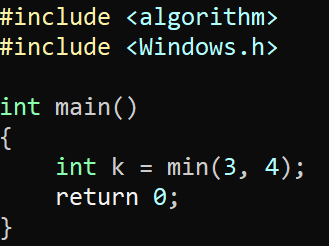 #include <algorithm>
#include <Windows.h>

int main()
{
    int k = min(3, 4);
    return 0;
}